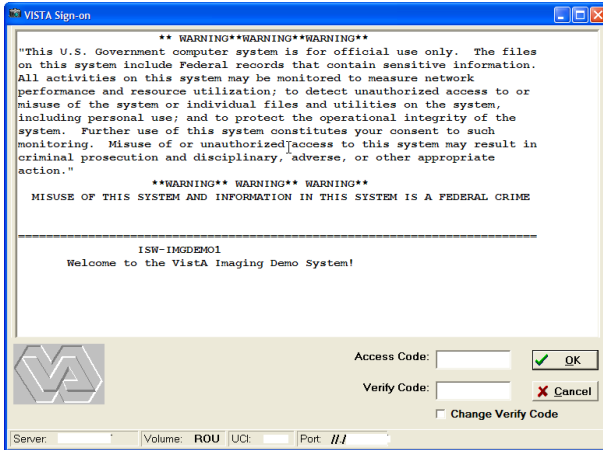 VISTA Sign-on
** WARNING**WARNING**WARNING**
"This U.S. Government computer system is for official use only.  The files
on this system include Federal records that contain sensitive information.
All activities on this system may be monitored to measure network
performance and resource utilization; to detect unauthorized access to or
misuse of the system or individual files and utilities on the system,
including personal use; and to protect the operational integrity of the
system.  Further use of this system constitutes your consent to such
monitoring.  Misuse of or unauthorized access to this system may result in
criminal prosecution and disciplinary, adverse, or other appropriate
action."
**WARNING** WARNING** WARNING**
MISUSE OF THIS SYSTEM AND INFORMATION IN THIS SYSTEM IS A FEDERAL CRIME
ISW-IMGDEMO1
Welcome to the VistA Imaging Demo System!
Access Code: OK
Verify Code: Cancel
Change Verify Code
Server: Volume: ROU UCI: Port: //./